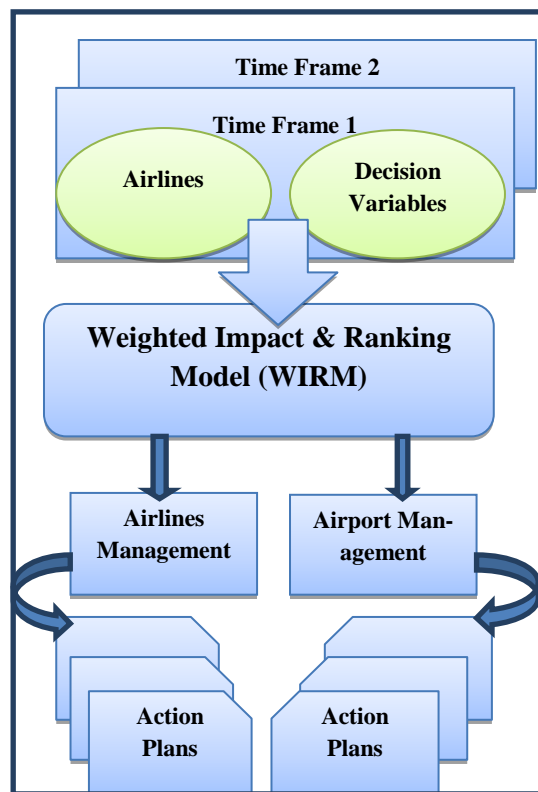 Time Frame 2
Time Frame 1
Airlines
Decision
Variables
Weighted Impact & Ranking
Model (WIRM)
Airlines
Management
Airport Man-
agement
Action
Plans
Action
Plans